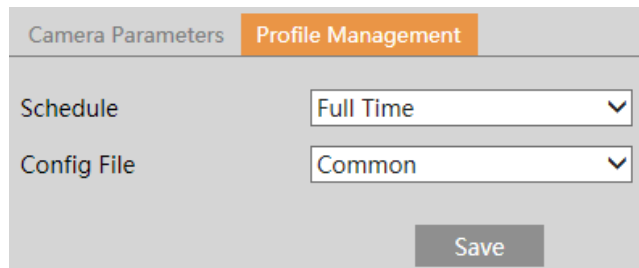 Camera Parameters Profile Management
Schedule Full Time
Config File Common
Save